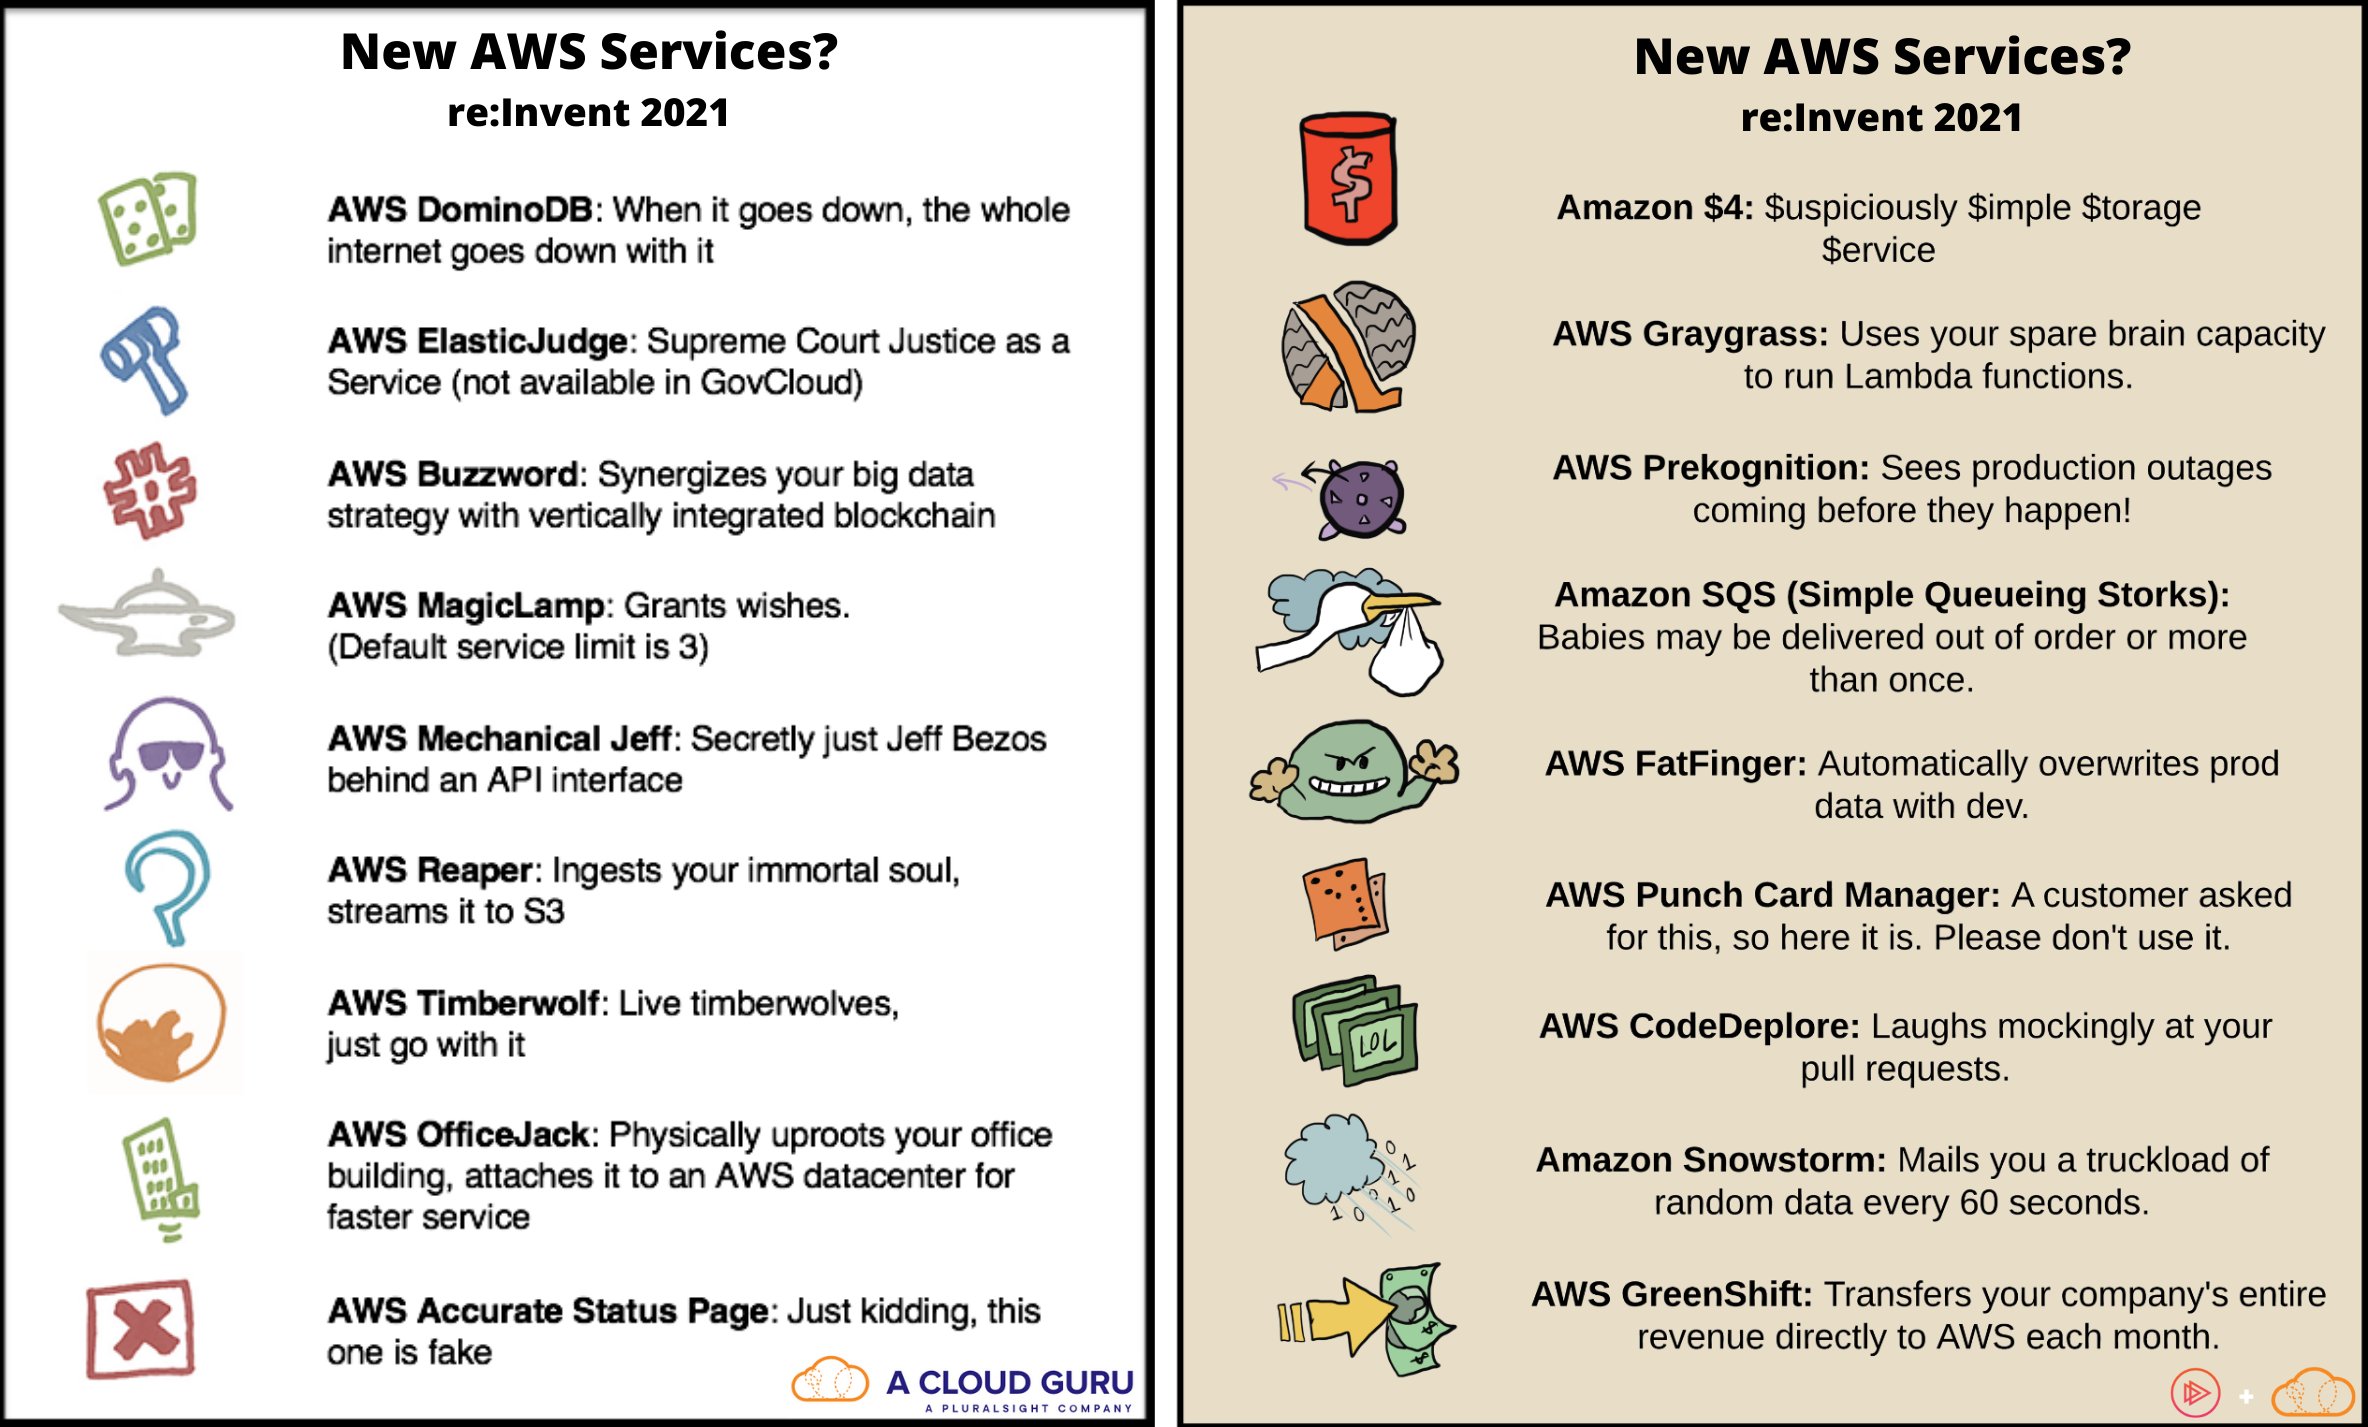 New AWS Services?
re:Invent 2021
AWS DominoDB: When it goes down, the whole
internet goes down with it
AWS ElasticJudge: Supreme Court Justice as a
Service (not available in GovCloud)
AWS Buzzword: Synergizes your big data
strategy with vertically integrated blockchain
AWS MagicLamp: Grants wishes.
(Default service limit is 3)
AWS Mechanical Jeff: Secretly just Jeff Bezos
behind an API interface
AWS Reaper: Ingests your immortal soul,
streams it to S3
AWS Timberwolf: Live timberwolves,
just go with it
AWS OfficeJack: Physically uproots your office
building, attaches it to an AWS datacenter for
faster service
AWS Accurate Status Page: Just kidding, this
one is fake
A CLOUD GURU
A PLURALSIGHT COMPANY
New AWS Services?
re:Invent 2021
$
Amazon $4: $uspiciously $imple $torage
$ervice
AWS Graygrass: Uses your spare brain capacity
to run Lambda functions.
AWS Prekognition: Sees production outages
coming before they happen!
Amazon SQS (Simple Queueing Storks):
Babies may be delivered out of order or more
than once.
AWS FatFinger: Automatically overwrites prod
data with dev.
AWS Punch Card Manager: A customer asked
for this, so here it is. Please don't use it.
LOL
AWS CodeDeplore: Laughs mockingly at your
pull requests.
0 1
0 1
1 0 1 0
Amazon Snowstorm: Mails you a truckload of
random data every 60 seconds.
$
$
AWS GreenShift: Transfers your company's entire
revenue directly to AWS each month.
+